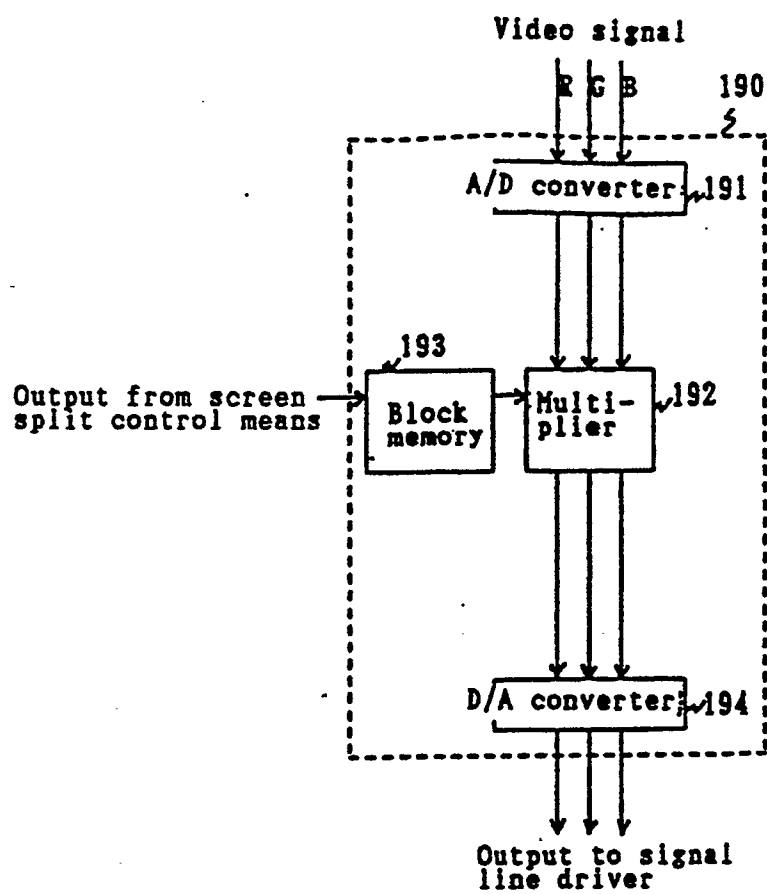 Video signal
R G B
190
A/D converter
191
193
Output from screen
split control means
Block
memory
Multi-
plier
192
D/A converter
194
Output to signal
line driver